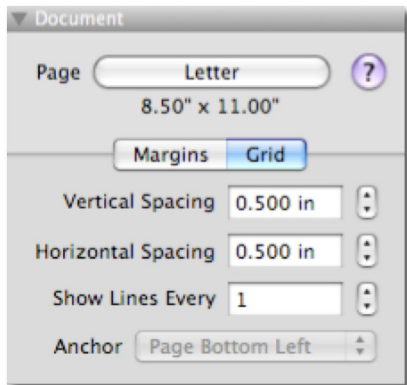 Document
Page Letter ?
8.50" x 11.00"
Margins Grid
Vertical Spacing 0.500 in
Horizontal Spacing 0.500 in
Show Lines Every 1
Anchor Page Bottom Left